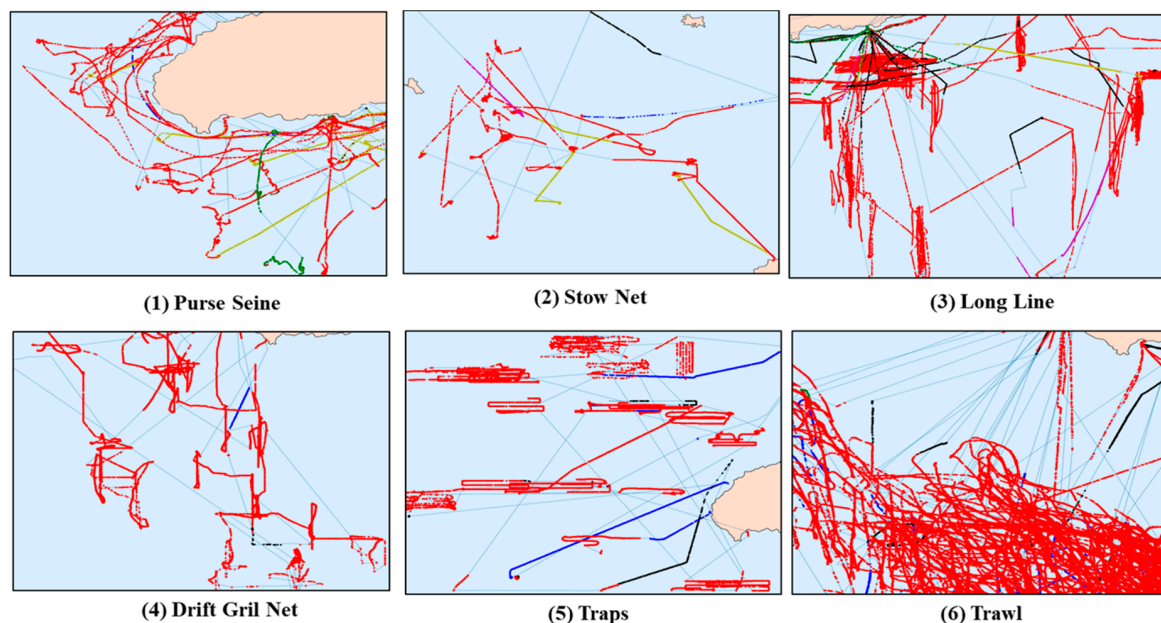 (1) Purse Seine
(2) Stow Net
(3) Long Line
(4) Drift Gril Net
(5) Traps
(6) Trawl